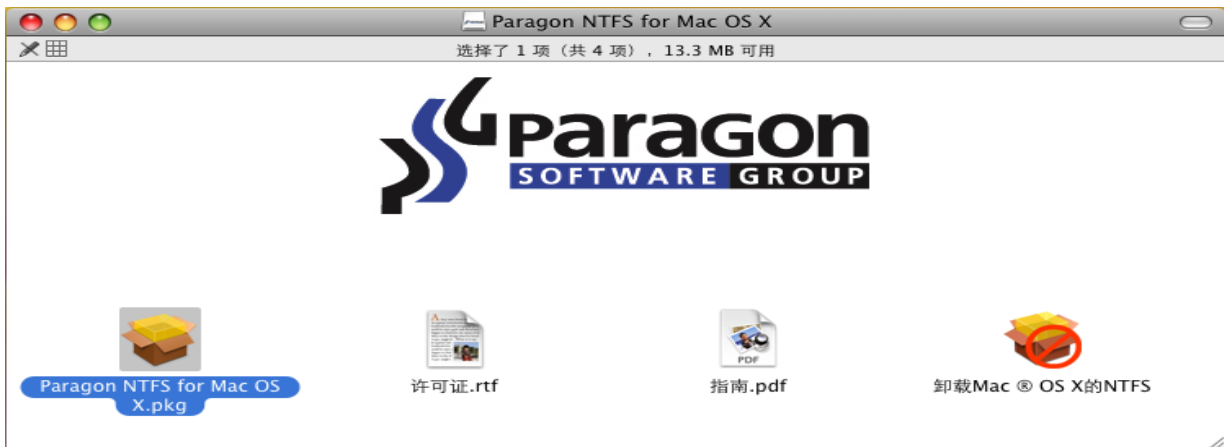 Paragon NTFS for Mac OS X
选择了 1 项（共 4 项）, 13.3 MB 可用
Paragon
SOFTWARE GROUP
Paragon NTFS for Mac OS
X.pkg
许可证.rtf
PDF
指南.pdf
卸载Mac ® OS X的NTFS